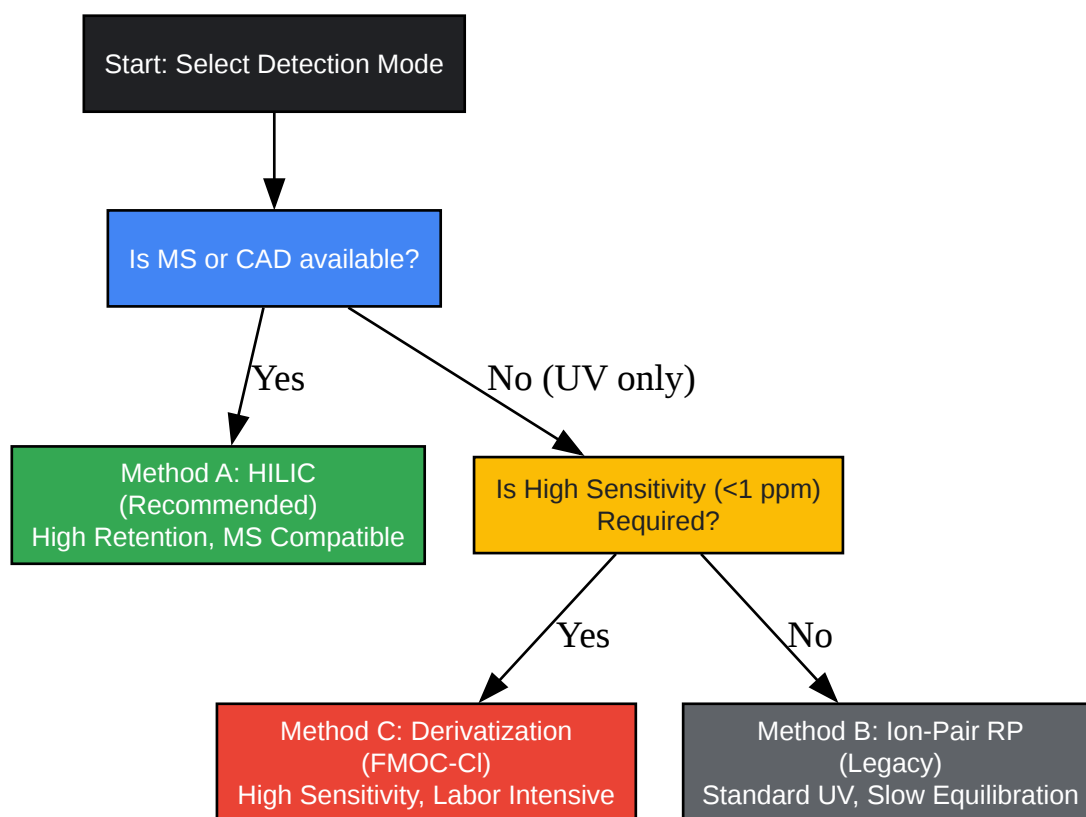 Start: Select Detection Mode
Is MS or CAD available?
Yes
No (UV only)
Method A: HILIC
(Recommended)
High Retention, MS Compatible
Is High Sensitivity (<1 ppm)
Required?
Yes
No
Method C: Derivatization
(FMOC-Cl)
High Sensitivity, Labor Intensive
Method B: Ion-Pair RP
(Legacy)
Standard UV, Slow Equilibration